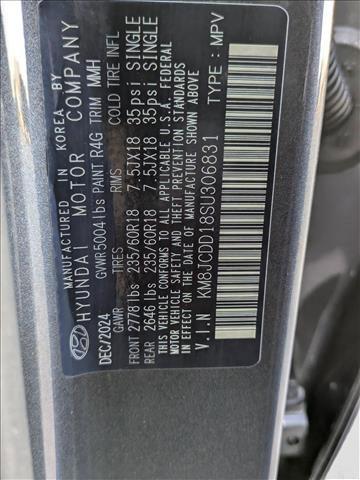 MANUFACTURED IN KOREA BY
HYUNDAI MOTOR COMPANY
DEC/2024 GVWR5004lbs PAINT R4G TRIM MMH
GAWR TIRES RIMS COLD TIRE INFL
FRONT 2778lbs 235/60R18 7.5JX18 35psi SINGLE
REAR 2646lbs 235/60R18 7.5JX18 35psi SINGLE
THIS VEHICLE CONFORMS TO ALL APPLICABLE U.S.A. FEDERAL
MOTOR VEHICLE SAFETY, BUMPER AND THEFT PREVENTION STANDARDS
IN EFFECT ON THE DATE OF MANUFACTURE SHOWN ABOVE.
V.I.N KM8JCDD18SU306831 TYPE : MPV